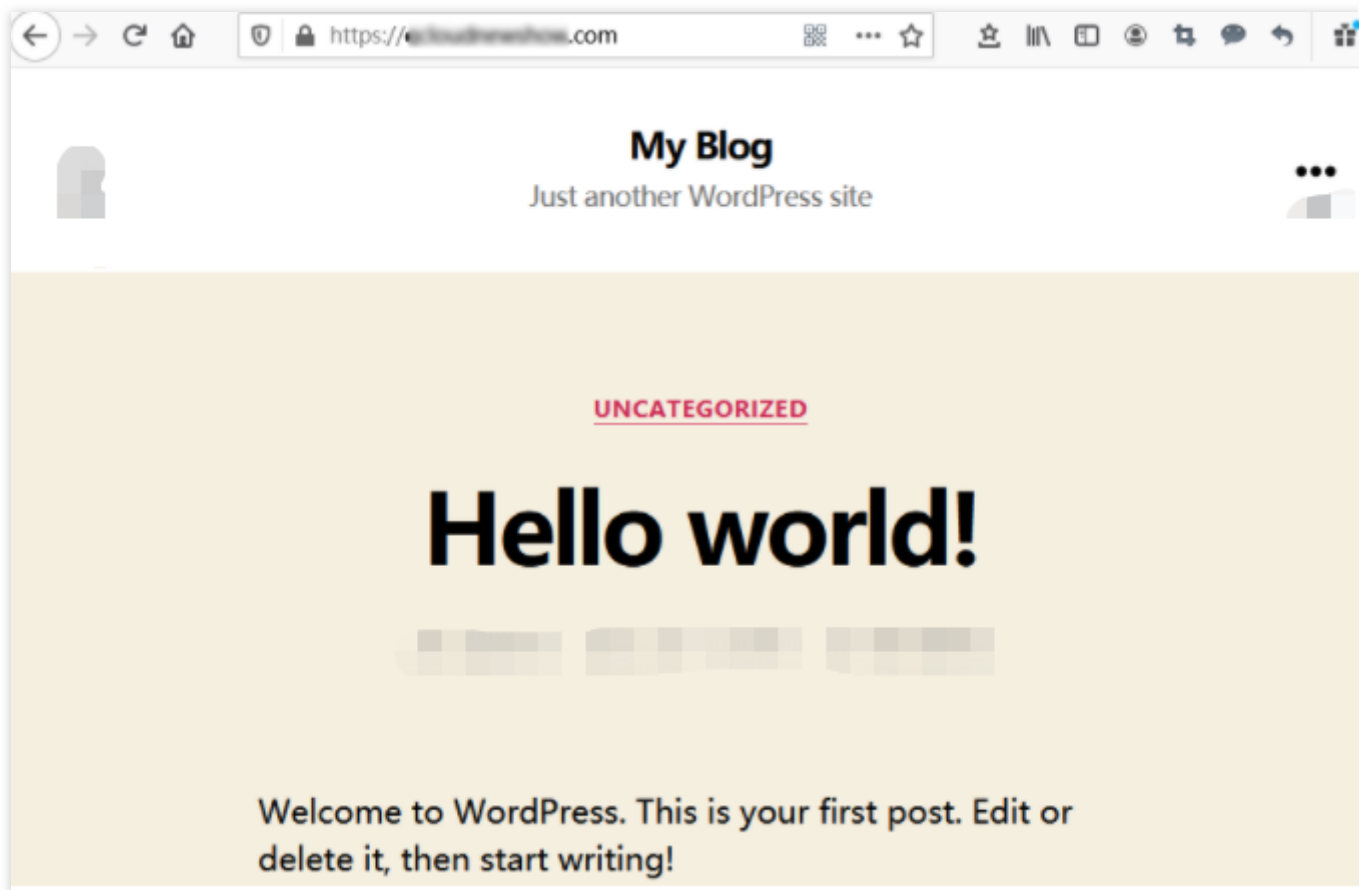 https:// .com
My Blog
Just another WordPress site
UNCATEGORIZED
Hello world!
Welcome to WordPress. This is your first post. Edit or
delete it, then start writing!